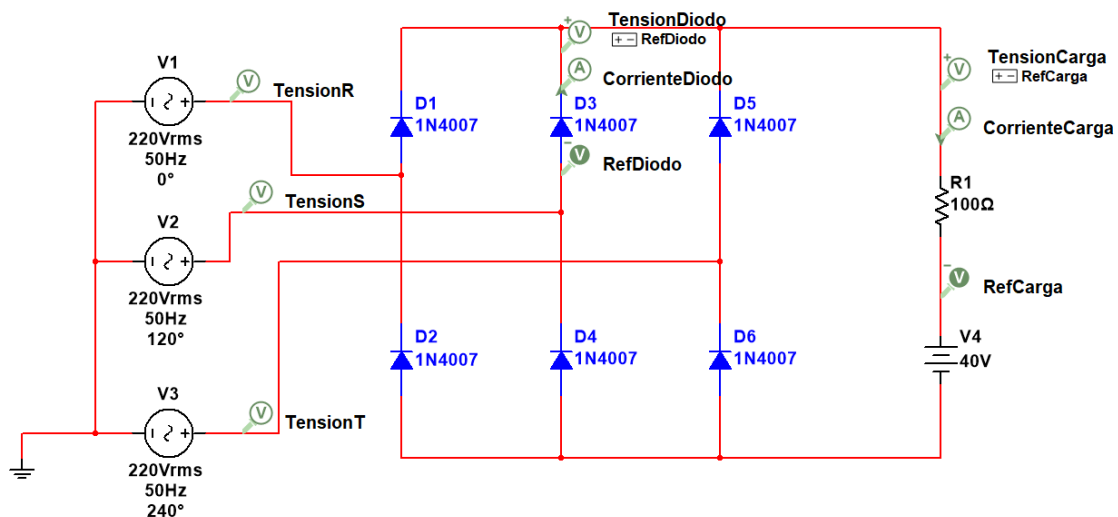 TensionDiodo
V
+ - RefDiodo
A
CorrienteDiodo
V1
V
TensionR
220Vrms
50Hz
0°
D1
1N4007
D3
1N4007
D5
1N4007
V
TensionCarga
+ - RefCarga
A
CorrienteCarga
V
RefDiodo
V
TensionS
R1
100Ω
V2
220Vrms
50Hz
120°
V
RefCarga
D2
1N4007
D4
1N4007
D6
1N4007
V4
40V
V3
V
TensionT
220Vrms
50Hz
240°